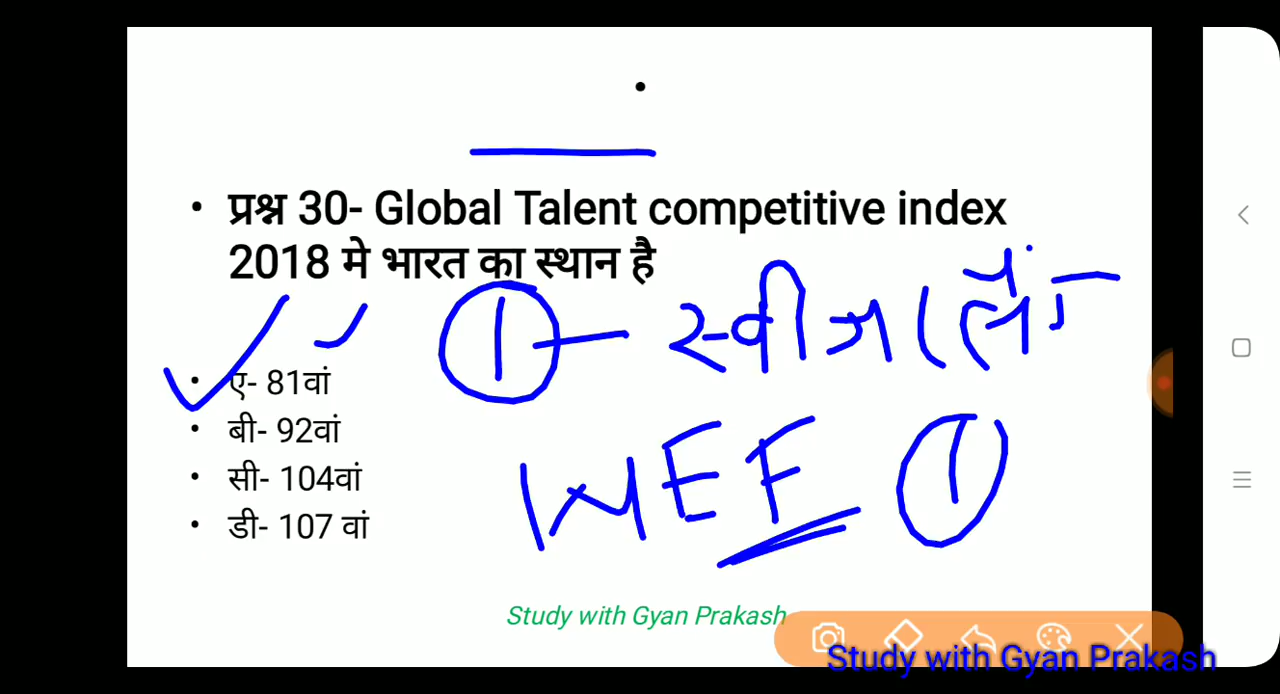 प्रश्न 30- Global Talent competitive index
2018 मे भारत का स्थान है
① - स्वीजरलैंड
ए- 81वां
बी- 92वां
सी- 104वां
डी- 107 वां
WEF ①
Study with Gyan Prakash
Study with Gyan Prakash